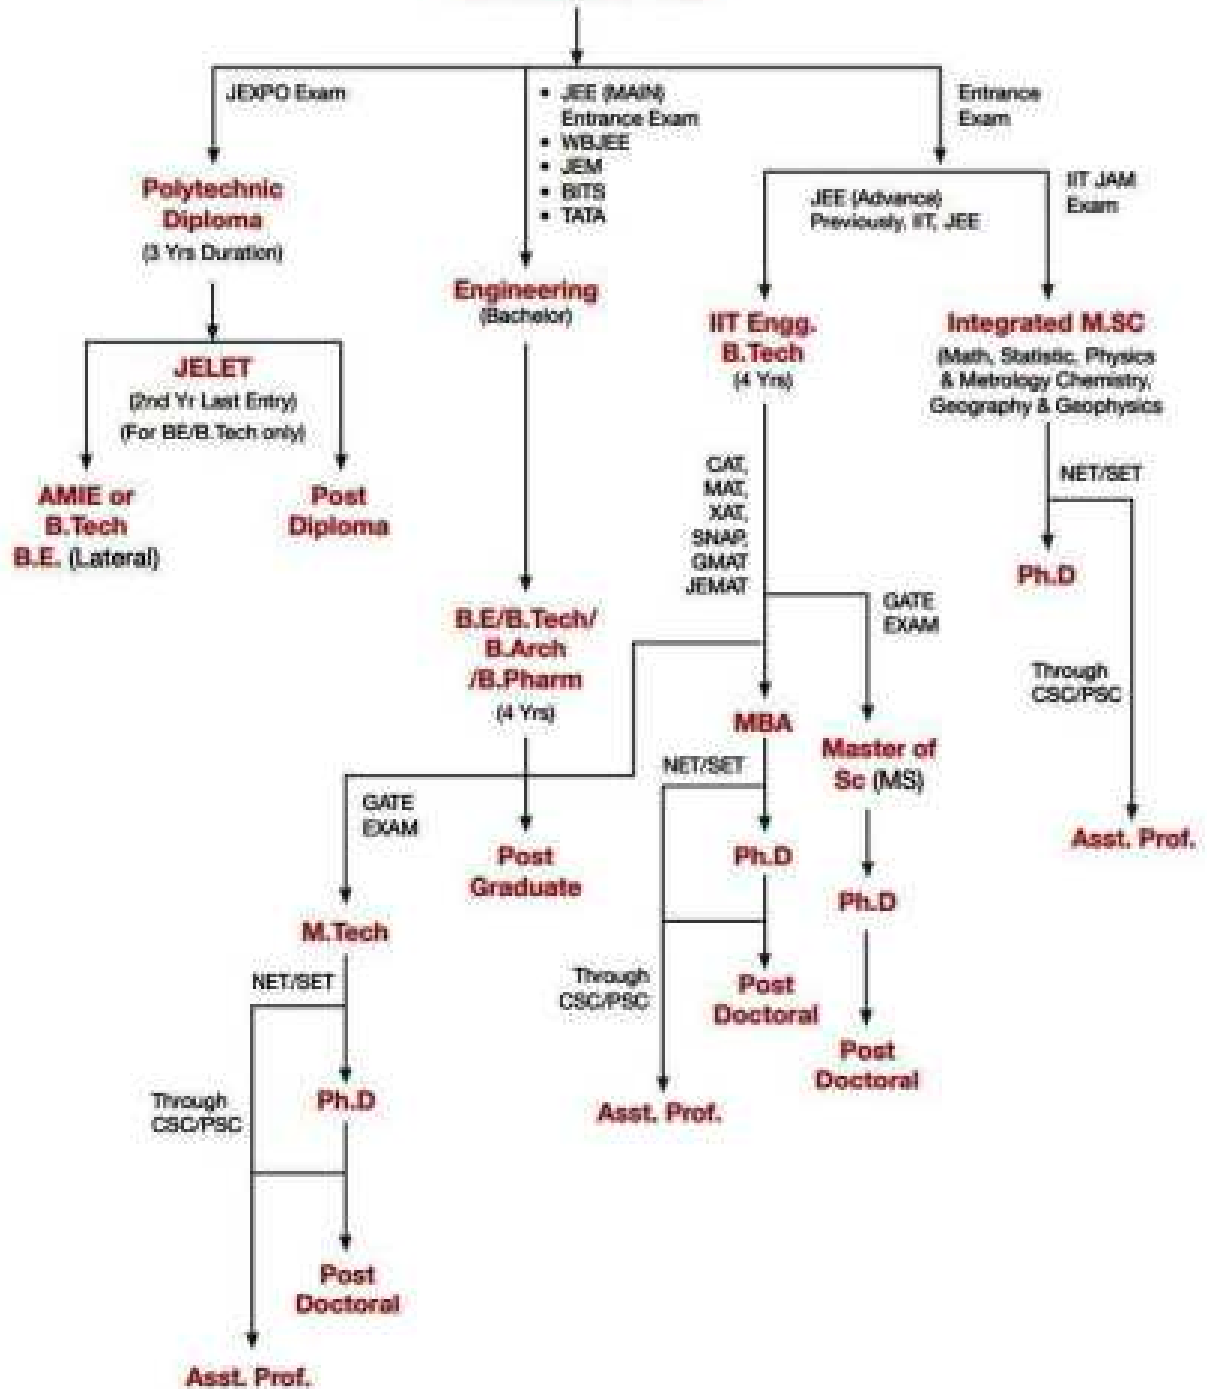 JEXPO Exam
• JEE (MAIN)
Entrance Exam
• WBJEE
• JEM
• BITS
• TATA
Entrance
Exam
Polytechnic
Diploma
(3 Yrs Duration)
JEE (Advance)
Previously, IIT, JEE
IIT JAM
Exam
Engineering
(Bachelor)
IIT Engg.
B.Tech
(4 Yrs)
Integrated M.SC
(Math, Statistic, Physics
& Metrology Chemistry,
Geography & Geophysics
JELET
(2nd Yr Last Entry)
(For BE/B.Tech only)
AMIE or
B.Tech
B.E. (Lateral)
Post
Diploma
CAT,
MAT,
XAT,
SNAP,
GMAT
JEMAT
NET/SET
Ph.D
GATE
EXAM
B.E/B.Tech/
B.Arch
/B.Pharm
(4 Yrs)
Through
CSC/PSC
MBA
Master of
Sc (MS)
NET/SET
GATE
EXAM
Asst. Prof.
Post
Graduate
Ph.D
Ph.D
M.Tech
NET/SET
Through
CSC/PSC
Post
Doctoral
Post
Doctoral
Through
CSC/PSC
Ph.D
Asst. Prof.
Post
Doctoral
Asst. Prof.